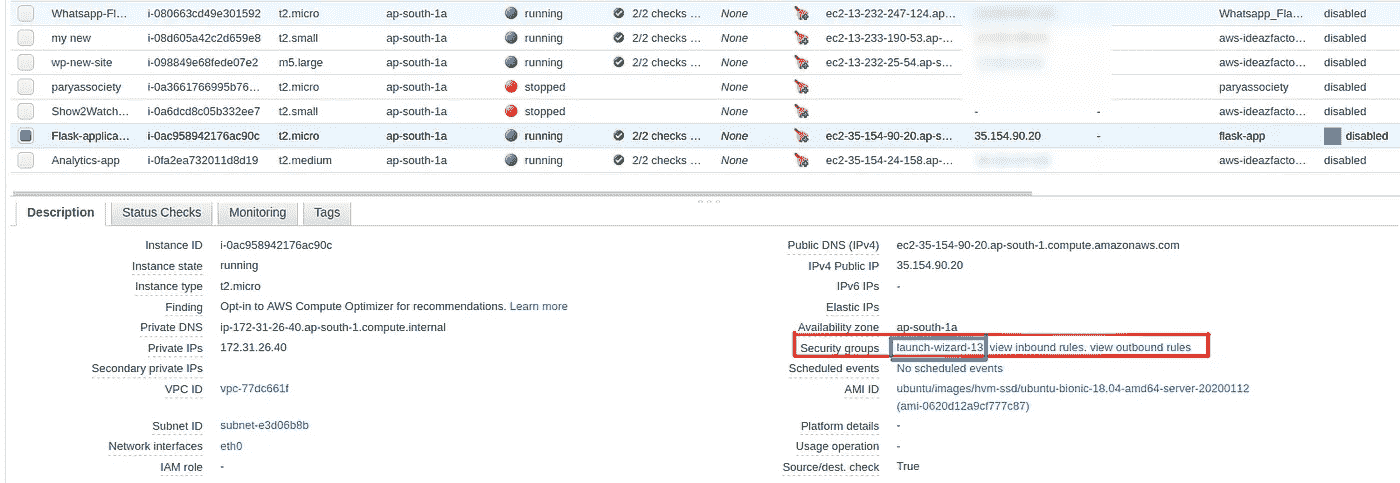 Whatsapp-Fl... i-080663cd49e301592 t2.micro ap-south-1a running 2/2 checks ... None ec2-13-232-247-124.ap... Whatsapp_Fla... disabled
my new i-08d605a42c2d659e8 t2.small ap-south-1a running 2/2 checks ... None ec2-13-233-190-53.ap-... aws-ideazfacto... disabled
wp-new-site i-098849e68fede07e2 m5.large ap-south-1a running 2/2 checks ... None ec2-13-232-25-54.ap-s... aws-ideazfacto... disabled
paryassociety i-0a3661766995b76... t2.micro ap-south-1a stopped None paryassociety disabled
Show2Watch... i-0a6dcd8c05b332ee7 t2.small ap-south-1a stopped None - - aws-ideazfacto... disabled
Flask-applica... i-0ac958942176ac90c t2.micro ap-south-1a running 2/2 checks ... None ec2-35-154-90-20.ap-s... 35.154.90.20 - flask-app disabled
Analytics-app i-0fa2ea732011d8d19 t2.medium ap-south-1a running 2/2 checks ... None ec2-35-154-24-158.ap-... aws-ideazfacto... disabled
Description Status Checks Monitoring Tags
Instance ID i-0ac958942176ac90c Public DNS (IPv4) ec2-35-154-90-20.ap-south-1.compute.amazonaws.com
Instance state running IPv4 Public IP 35.154.90.20
Instance type t2.micro IPv6 IPs -
Finding Opt-in to AWS Compute Optimizer for recommendations. Learn more Elastic IPs
Private DNS ip-172-31-26-40.ap-south-1.compute.internal Availability zone ap-south-1a
Private IPs 172.31.26.40 Security groups launch-wizard-13. view inbound rules. view outbound rules
Secondary private IPs Scheduled events No scheduled events
VPC ID vpc-77dc661f AMI ID ubuntu/images/hvm-ssd/ubuntu-bionic-18.04-amd64-server-20200112
(ami-0620d12a9cf777c87)
Subnet ID subnet-e3d06b8b Platform details -
Network interfaces eth0 Usage operation -
IAM role - Source/dest. check True